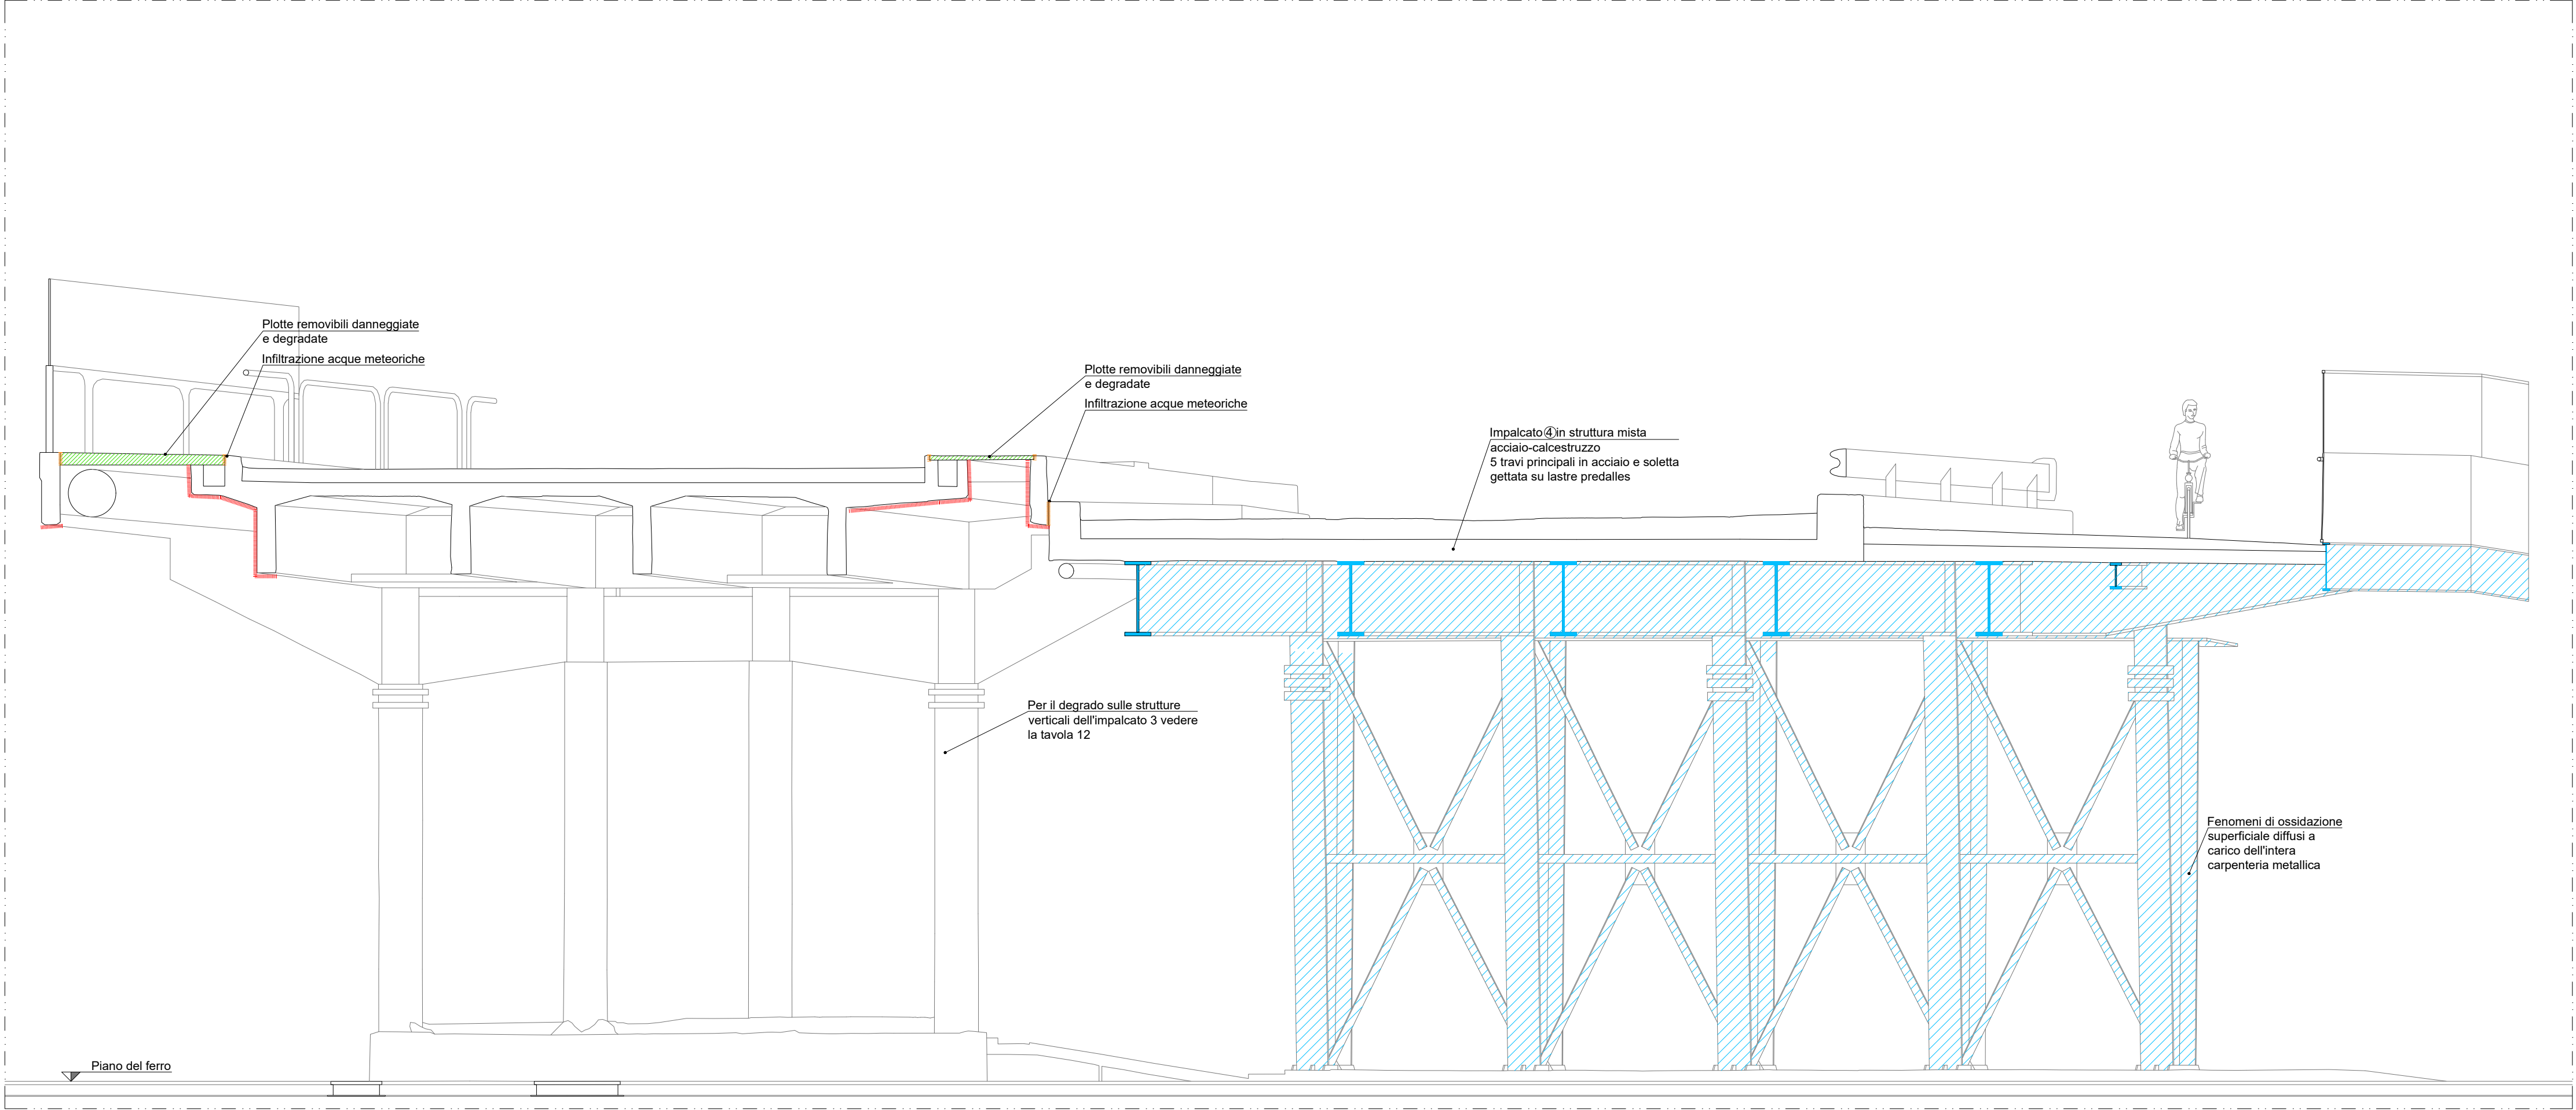 Plotte removibili danneggiate
e degradate
Infiltrazione acque meteoriche
Plotte removibili danneggiate
e degradate
Infiltrazione acque meteoriche
Impalcato ④ in struttura mista
acciaio-calcestruzzo
5 travi principali in acciaio e soletta
gettata su lastre predalles
Per il degrado sulle strutture
verticali dell'impalcato 3 vedere
la tavola 12
Fenomeni di ossidazione
superficiale diffusi a
carico dell'intera
carpenteria metallica
Piano del ferro